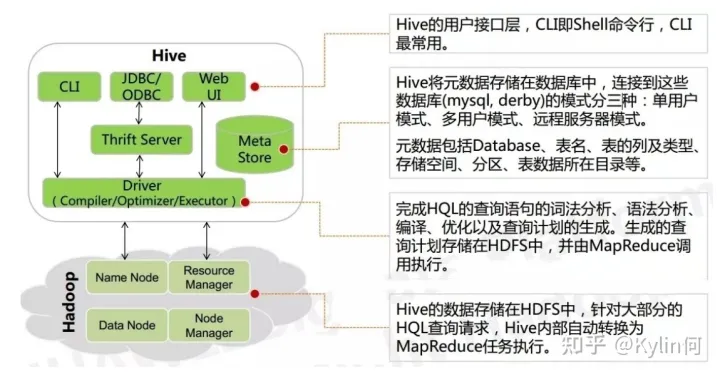 Hive
CLI
JDBC/
ODBC
Web
UI
Thrift Server
Meta
Store
Driver
( Compiler/Optimizer/Executor )
Hadoop
Name Node
Resource
Manager
Data Node
Node
Manager
Hive的用户接口层，CLI即Shell命令行，CLI
最常用。
Hive将元数据存储在数据库中，连接到这些
数据库(mysql, derby)的模式分三种：单用户
模式、多用户模式、远程服务器模式。
元数据包括Database、表名、表的列及类型、
存储空间、分区、表数据所在目录等。
完成HQL的查询语句的词法分析、语法分析、
编译、优化以及查询计划的生成。生成的查
询计划存储在HDFS中，并由MapReduce调
用执行。
Hive的数据存储在HDFS中，针对大部分的
HQL查询请求，Hive内部自动转换为
MapReduce任务执行。
知乎 @Kylin何